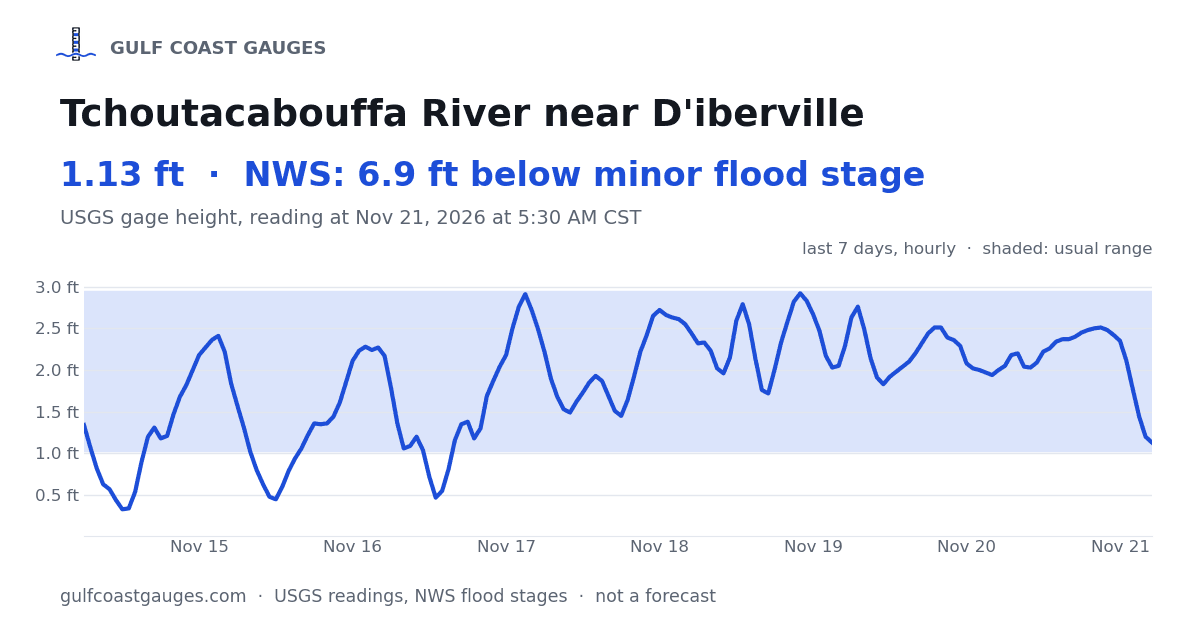 GULF COAST GAUGES
Tchoutacabouffa River near D'iberville
1.13 ft · NWS: 6.9 ft below minor flood stage
USGS gage height, reading at Nov 21, 2026 at 5:30 AM CST
last 7 days, hourly · shaded: usual range
3.0 ft
2.5 ft
2.0 ft
1.5 ft
1.0 ft
0.5 ft
Nov 15 Nov 16 Nov 17 Nov 18 Nov 19 Nov 20 Nov 21
gulfcoastgauges.com · USGS readings, NWS flood stages · not a forecast